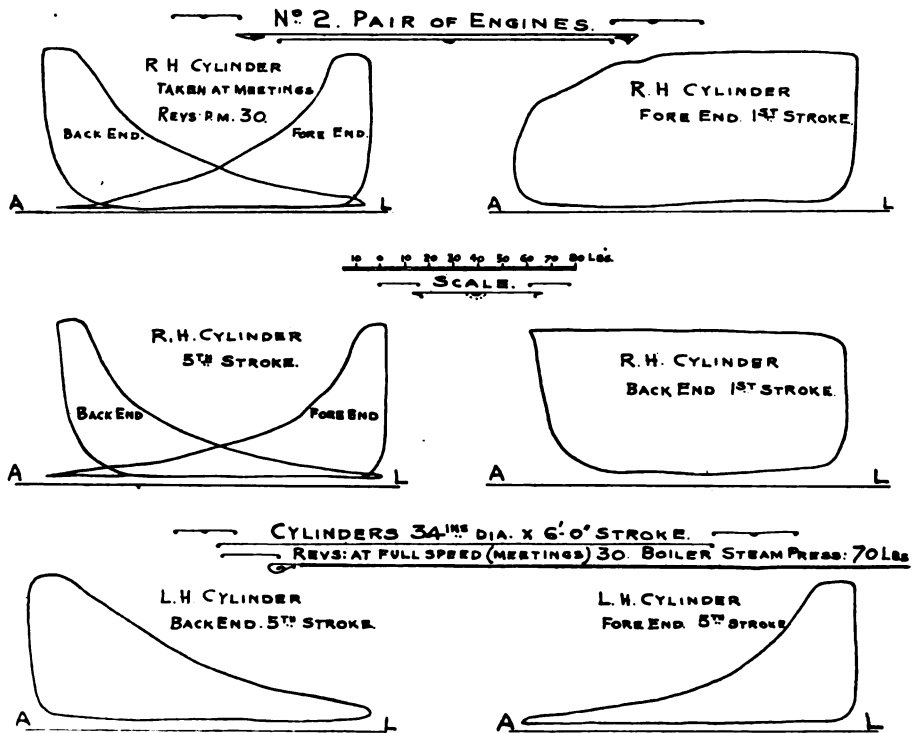 Nº 2. PAIR OF ENGINES.
R H CYLINDER
TAKEN AT MEETINGS
REVS: P.M. 30.
BACK END.
FORE END.
A
L
R.H CYLINDER
FORE END. 1ST STROKE.
A
L
10 0 10 20 30 40 50 60 70 80 LBS.
SCALE.
R.H. CYLINDER
5TH STROKE.
BACK END
FORE END
A
L
R.H. CYLINDER
BACK END 1ST STROKE.
A
L
CYLINDERS 34INS DIA. X 6'-0" STROKE.
REVS: AT FULL SPEED (MEETINGS) 30. BOILER STEAM PRESS: 70 LBS
L.H CYLINDER
BACK END. 5TH STROKE.
A
L
L.H. CYLINDER
FORE END. 5TH STROKE
A
L